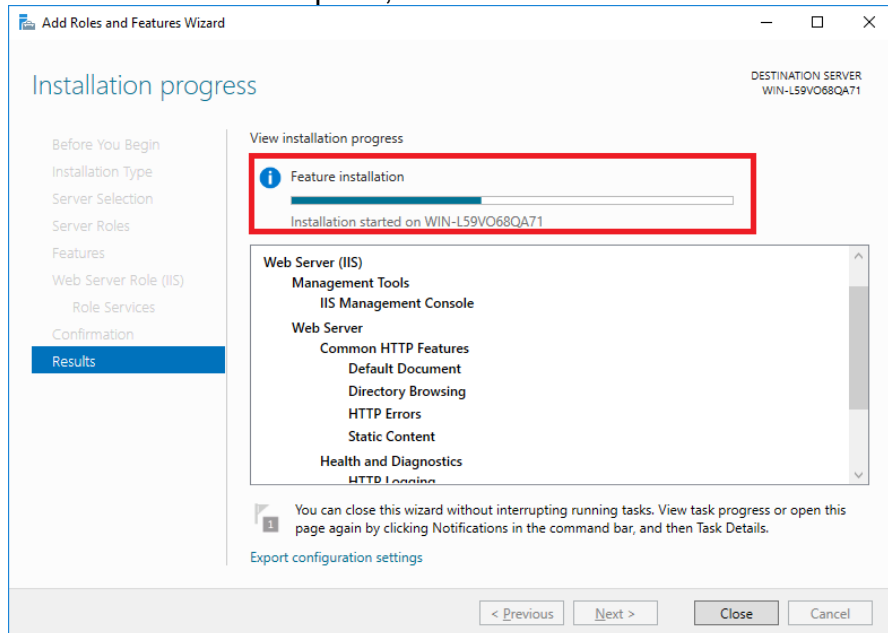 Add Roles and Features Wizard
Installation progress
DESTINATION SERVER
WIN-L59VO68QA71
Before You Begin
Installation Type
Server Selection
Server Roles
Features
Web Server Role (IIS)
Role Services
Confirmation
Results
View installation progress
Feature installation
Installation started on WIN-L59VO68QA71
Web Server (IIS)
Management Tools
IIS Management Console
Web Server
Common HTTP Features
Default Document
Directory Browsing
HTTP Errors
Static Content
Health and Diagnostics
HTTP Logging
1
You can close this wizard without interrupting running tasks. View task progress or open this
page again by clicking Notifications in the command bar, and then Task Details.
Export configuration settings
< Previous
Next >
Close
Cancel